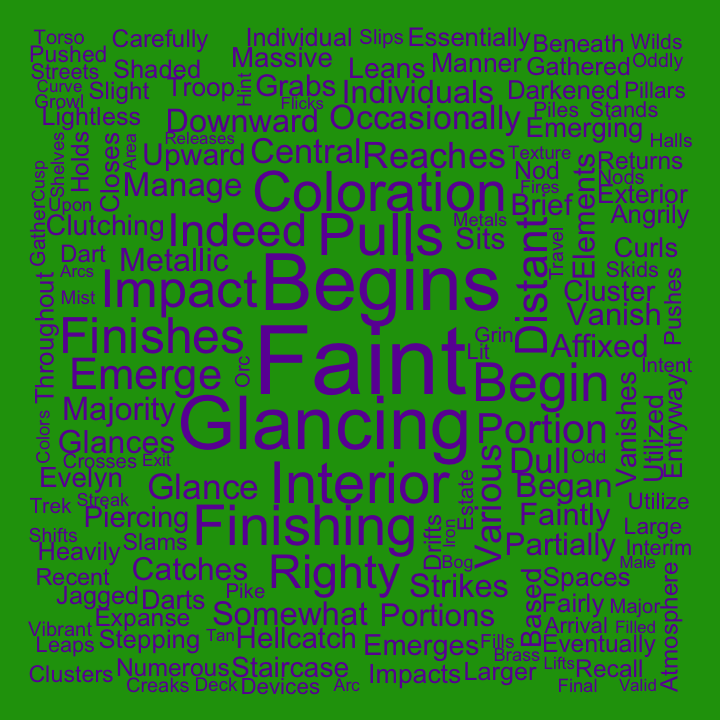 Torso Carefully Individual Slips Essentially Beneath Wilds
Pushed Massive Manner Gathered Oddly
Streets Shaded Leans
Curve Slight Troop Hint Grabs Individuals Darkened Pillars
Growl Flicks Piles Stands
Lightless Downward Occasionally Emerging
Holds Closes Area Releases Halls
Shelves Upward Central Reaches Texture Nod Elements Returns
Cusp Manage Coloration Fires Nods
Upon Brief Exterior
Gather Clutching Indeed Pulls Metals Angrily
Dart Metallic Sits Distant Travel Curls
Arcs Begins Skids
Mist Impact Cluster
Throughout Finishes Vanish Pushes
Faint Grin Affixed
Emerge Orc Lit Intent
Majority Glancing Begin
Colors Glances Portion Vanishes Utilized Entryway
Crosses Exit Dull Odd
Evelyn Glance Interior Various Began
Trek Streak Estate Utilize
Piercing Finishing Faintly
Shifts Slams Drifts Iron Partially Large
Heavily Interim
Recent Catches Righty Bog Male
Jagged Darts Pike Strikes Based Spaces Atmosphere
Expanse Somewhat Portions Fairly Major
Vibrant Stepping Tan Hellcatch Arrival Filled
Leaps Emerges Fills Eventually
Clusters Numerous Staircase Impacts Brass Lifts Recall
Creaks Deck Devices Arc Larger Final Valid